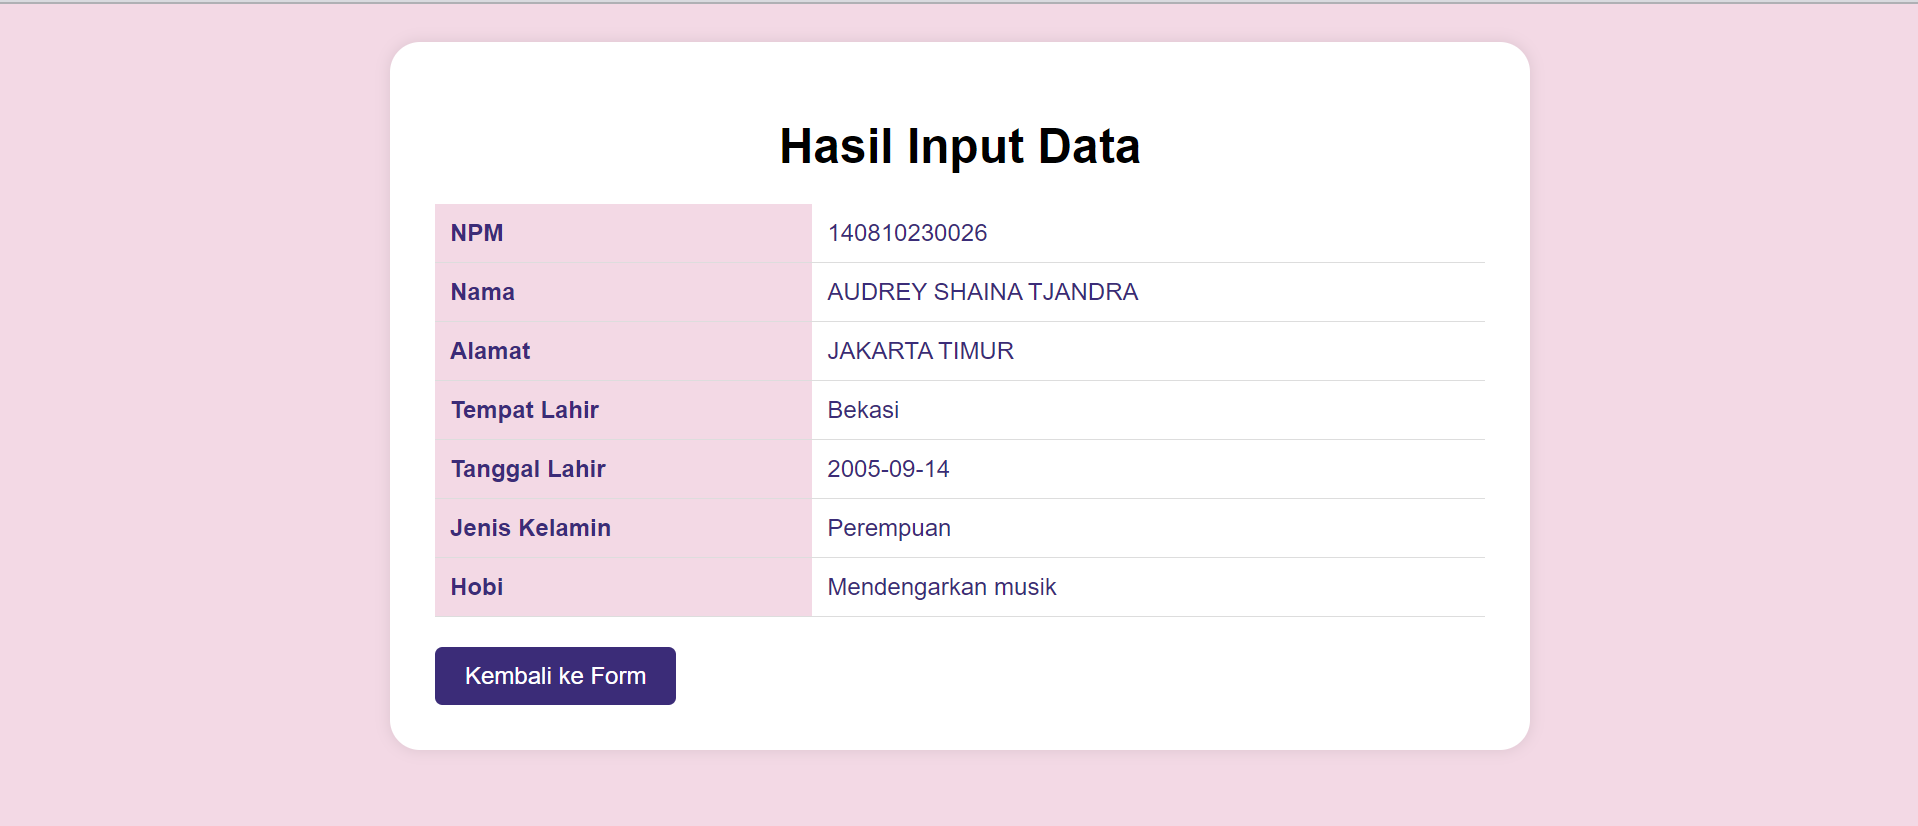 Hasil Input Data
NPM 140810230026
Nama AUDREY SHAINA TJANDRA
Alamat JAKARTA TIMUR
Tempat Lahir Bekasi
Tanggal Lahir 2005-09-14
Jenis Kelamin Perempuan
Hobi Mendengarkan musik
Kembali ke Form